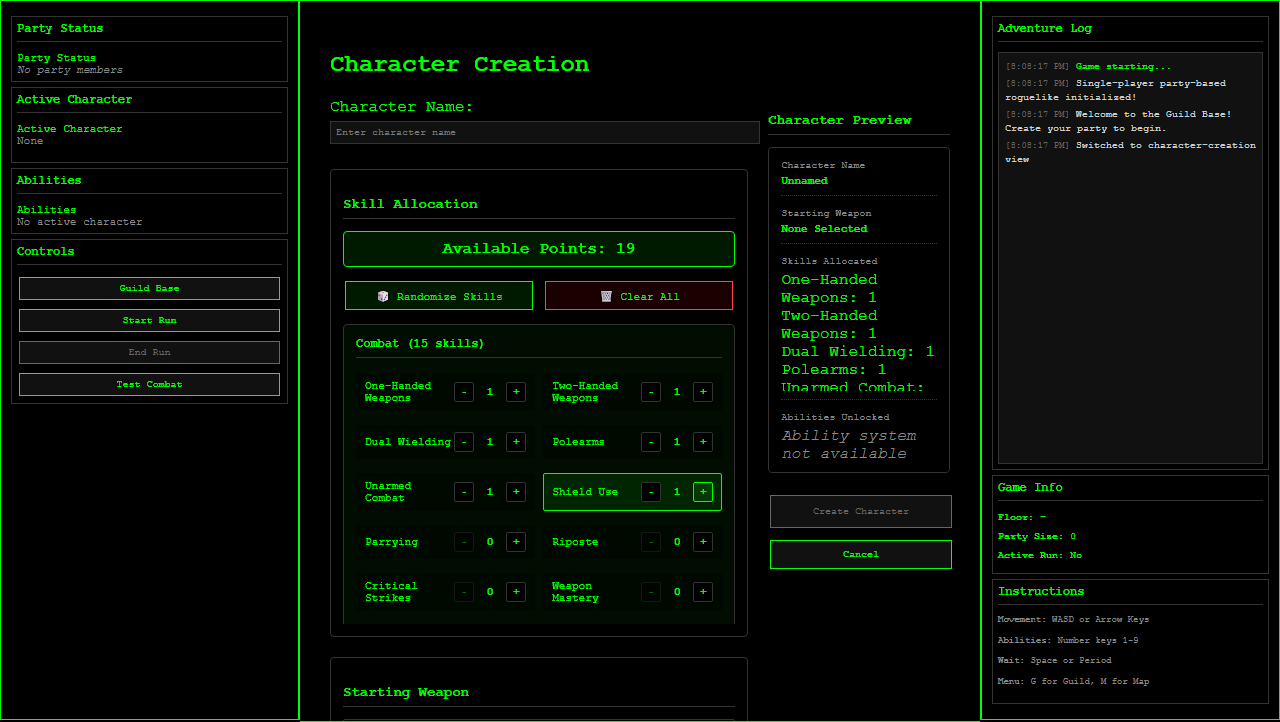 Party Status
Party Status
No party members
Active Character
Active Character
None
Abilities
Abilities
No active character
Controls
Guild Base
Start Run
End Run
Test Combat
Character Creation
Character Name:
Enter character name
Skill Allocation
Available Points: 19
Randomize Skills
Clear All
Combat (15 skills)
One-Handed
Weapons
- 1 +
Two-Handed
Weapons
- 1 +
Dual Wielding - 1 +
Polearms - 1 +
Unarmed
Combat
- 1 +
Shield Use - 1 +
Parrying - 0 +
Riposte - 0 +
Critical
Strikes
- 0 +
Weapon
Mastery
- 0 +
Starting Weapon
Character Preview
Character Name
Unnamed
Starting Weapon
None Selected
Skills Allocated
One-Handed
Weapons: 1
Two-Handed
Weapons: 1
Dual Wielding: 1
Polearms: 1
Unarmed Combat:
Abilities Unlocked
Ability system
not available
Create Character
Cancel
Adventure Log
[8:08:17 PM] Game starting...
[8:08:17 PM] Single-player party-based
roguelike initialized!
[8:08:17 PM] Welcome to the Guild Base!
Create your party to begin.
[8:08:17 PM] Switched to character-creation
view
Game Info
Floor: -
Party Size: 0
Active Run: No
Instructions
Movement: WASD or Arrow Keys
Abilities: Number keys 1-9
Wait: Space or Period
Menu: G for Guild, M for Map